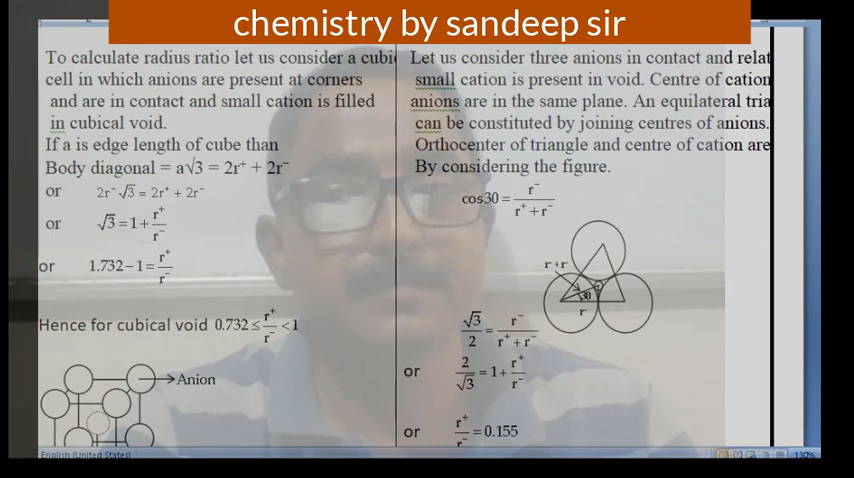 chemistry by sandeep sir
To calculate radius ratio let us consider a cubi
cell in which anions are present at corners
and are in contact and small cation is filled
in cubical void.
If a is edge length of cube than
Body diagonal = a√3 = 2r⁺ + 2r⁻
or 2r⁻√3 = 2r⁺ + 2r⁻
or √3 = 1 + r⁺/r⁻
or 1.732 − 1 = r⁺/r⁻
Hence for cubical void 0.732 ≤ r⁺/r⁻ < 1
Anion
Let us consider three anions in contact and relat
small cation is present in void. Centre of cation
anions are in the same plane. An equilateral tria
can be constituted by joining centres of anions.
Orthocenter of triangle and centre of cation are
By considering the figure.
cos30 = r⁻/r⁺ + r⁻
r + r
30
r
√3/2 = r⁻/r⁺ + r⁻
or 2/√3 = 1 + r⁺/r⁻
or r⁺/r⁻ = 0.155
English (United States)
130%